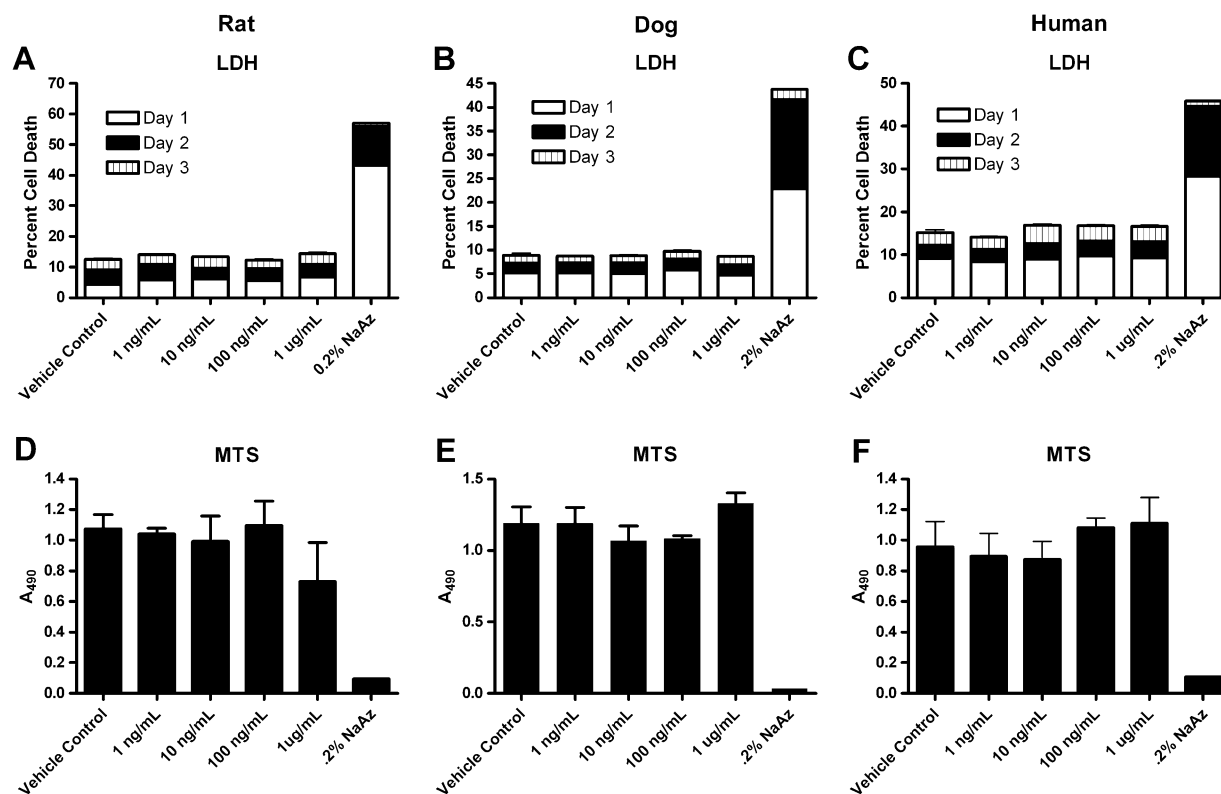 Rat
Dog
Human
A
LDH
Percent Cell Death
70
60
50
40
30
20
10
0
Day 1
Day 2
Day 3
Vehicle Control
1 ng/mL
10 ng/mL
100 ng/mL
1 ug/mL
0.2% NaAz
B
LDH
Percent Cell Death
45
40
35
30
25
20
15
10
5
0
Day 1
Day 2
Day 3
Vehicle Control
1 ng/mL
10 ng/mL
100 ng/mL
1 ug/mL
.2% NaAz
C
LDH
Percent Cell Death
50
40
30
20
10
0
Day 1
Day 2
Day 3
Vehicle Control
1 ng/mL
10 ng/mL
100 ng/mL
1 ug/mL
.2% NaAz
D
MTS
A490
1.4
1.2
1.0
0.8
0.6
0.4
0.2
0.0
Vehicle Control
1 ng/mL
10 ng/mL
100 ng/mL
1ug/mL
.2% NaAz
E
MTS
A490
1.5
1.0
0.5
0.0
Vehicle Control
1 ng/mL
10 ng/mL
100 ng/mL
1 ug/mL
.2% NaAz
F
MTS
A490
1.4
1.2
1.0
0.8
0.6
0.4
0.2
0.0
Vehicle Control
1 ng/mL
10 ng/mL
100 ng/mL
1 ug/mL
.2% NaAz